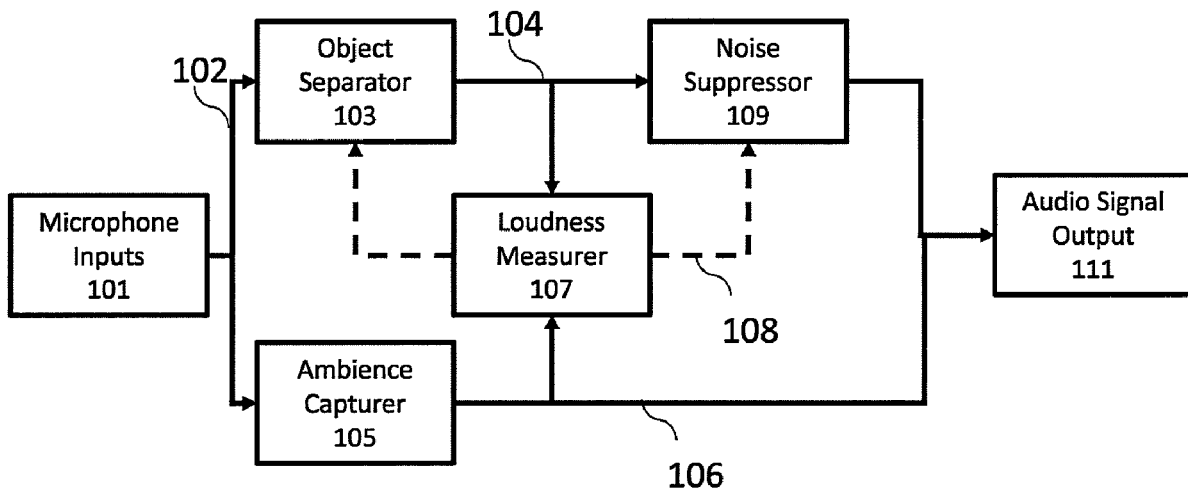 102
Object
Separator
103
104
Noise
Suppressor
109
Microphone
Inputs
101
Loudness
Measurer
107
108
Audio Signal
Output
111
Ambience
Capturer
105
106